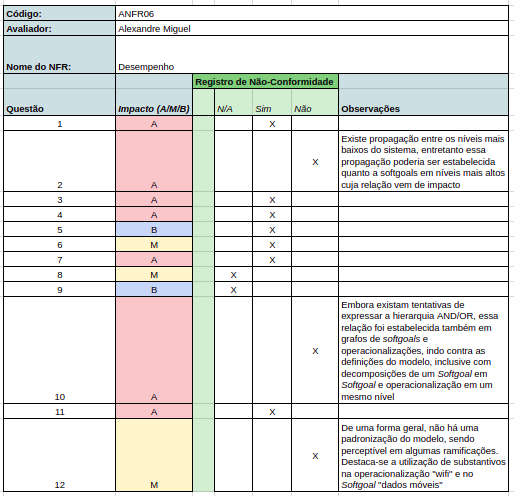 Código: ANFR06
Avaliador: Alexandre Miguel
Nome do NFR: Desempenho
Registro de Não-Conformidade
Questão Impacto (A/M/B) N/A Sim Não Observações
1 A X
Existe propagação entre os níveis mais
baixos do sistema, entretanto essa
propagação poderia ser estabelecida
X
quanto a softgoals em níveis mais altos
2 A cuja relação vem de impacto
3 A X
4 A X
5 B X
6 M X
7 A X
8 M X
9 B X
Embora existam tentativas de
expressar a hierarquia AND/OR, essa
relação foi estabelecida também em
grafos de softgoals e
X operacionalizações, indo contra as
definições do modelo, inclusive com
decomposições de um Softgoal em
Softgoal e operacionalização em um
10 A mesmo nível
11 A X
De uma forma geral, não há uma
padronização do modelo, sendo
X perceptível em algumas ramificações.
Destaca-se a utilização de substantivos
na operacionalização "wifi" e no
12 M Softgoal "dados móveis"